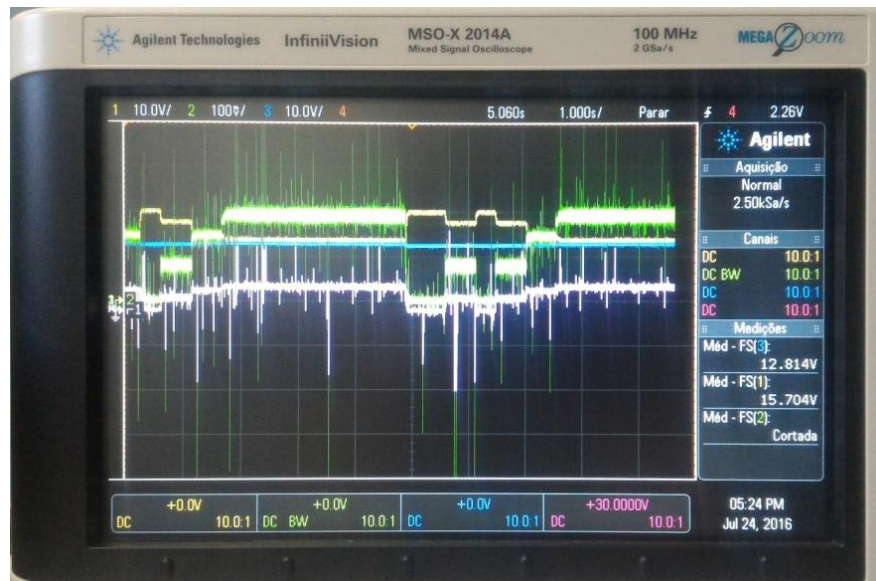 Agilent Technologies InfiniiVision MSO-X 2014A 100 MHz MEGA Zoom
Mixed Signal Oscilloscope 2 GSa/s
1 10.0V/ 2 100 / 3 10.0V/ 4 5.060s 1.000s/ Parar 4 2.26V
Agilent
Aquisição
Normal
2.50kSa/s
Canais
DC 10.0:1
DC BW 10.0:1
DC 10.0:1
DC 10.0:1
Medições
Méd - FS(3):
12.814V
Méd - FS(1):
15.704V
Méd - FS(2):
Cortada
+0.0V +0.0V +0.0V +30.0000V
DC 10.0:1 DC BW 10.0:1 DC 10.0:1 DC 10.0:1
05:24 PM
Jul 24, 2016